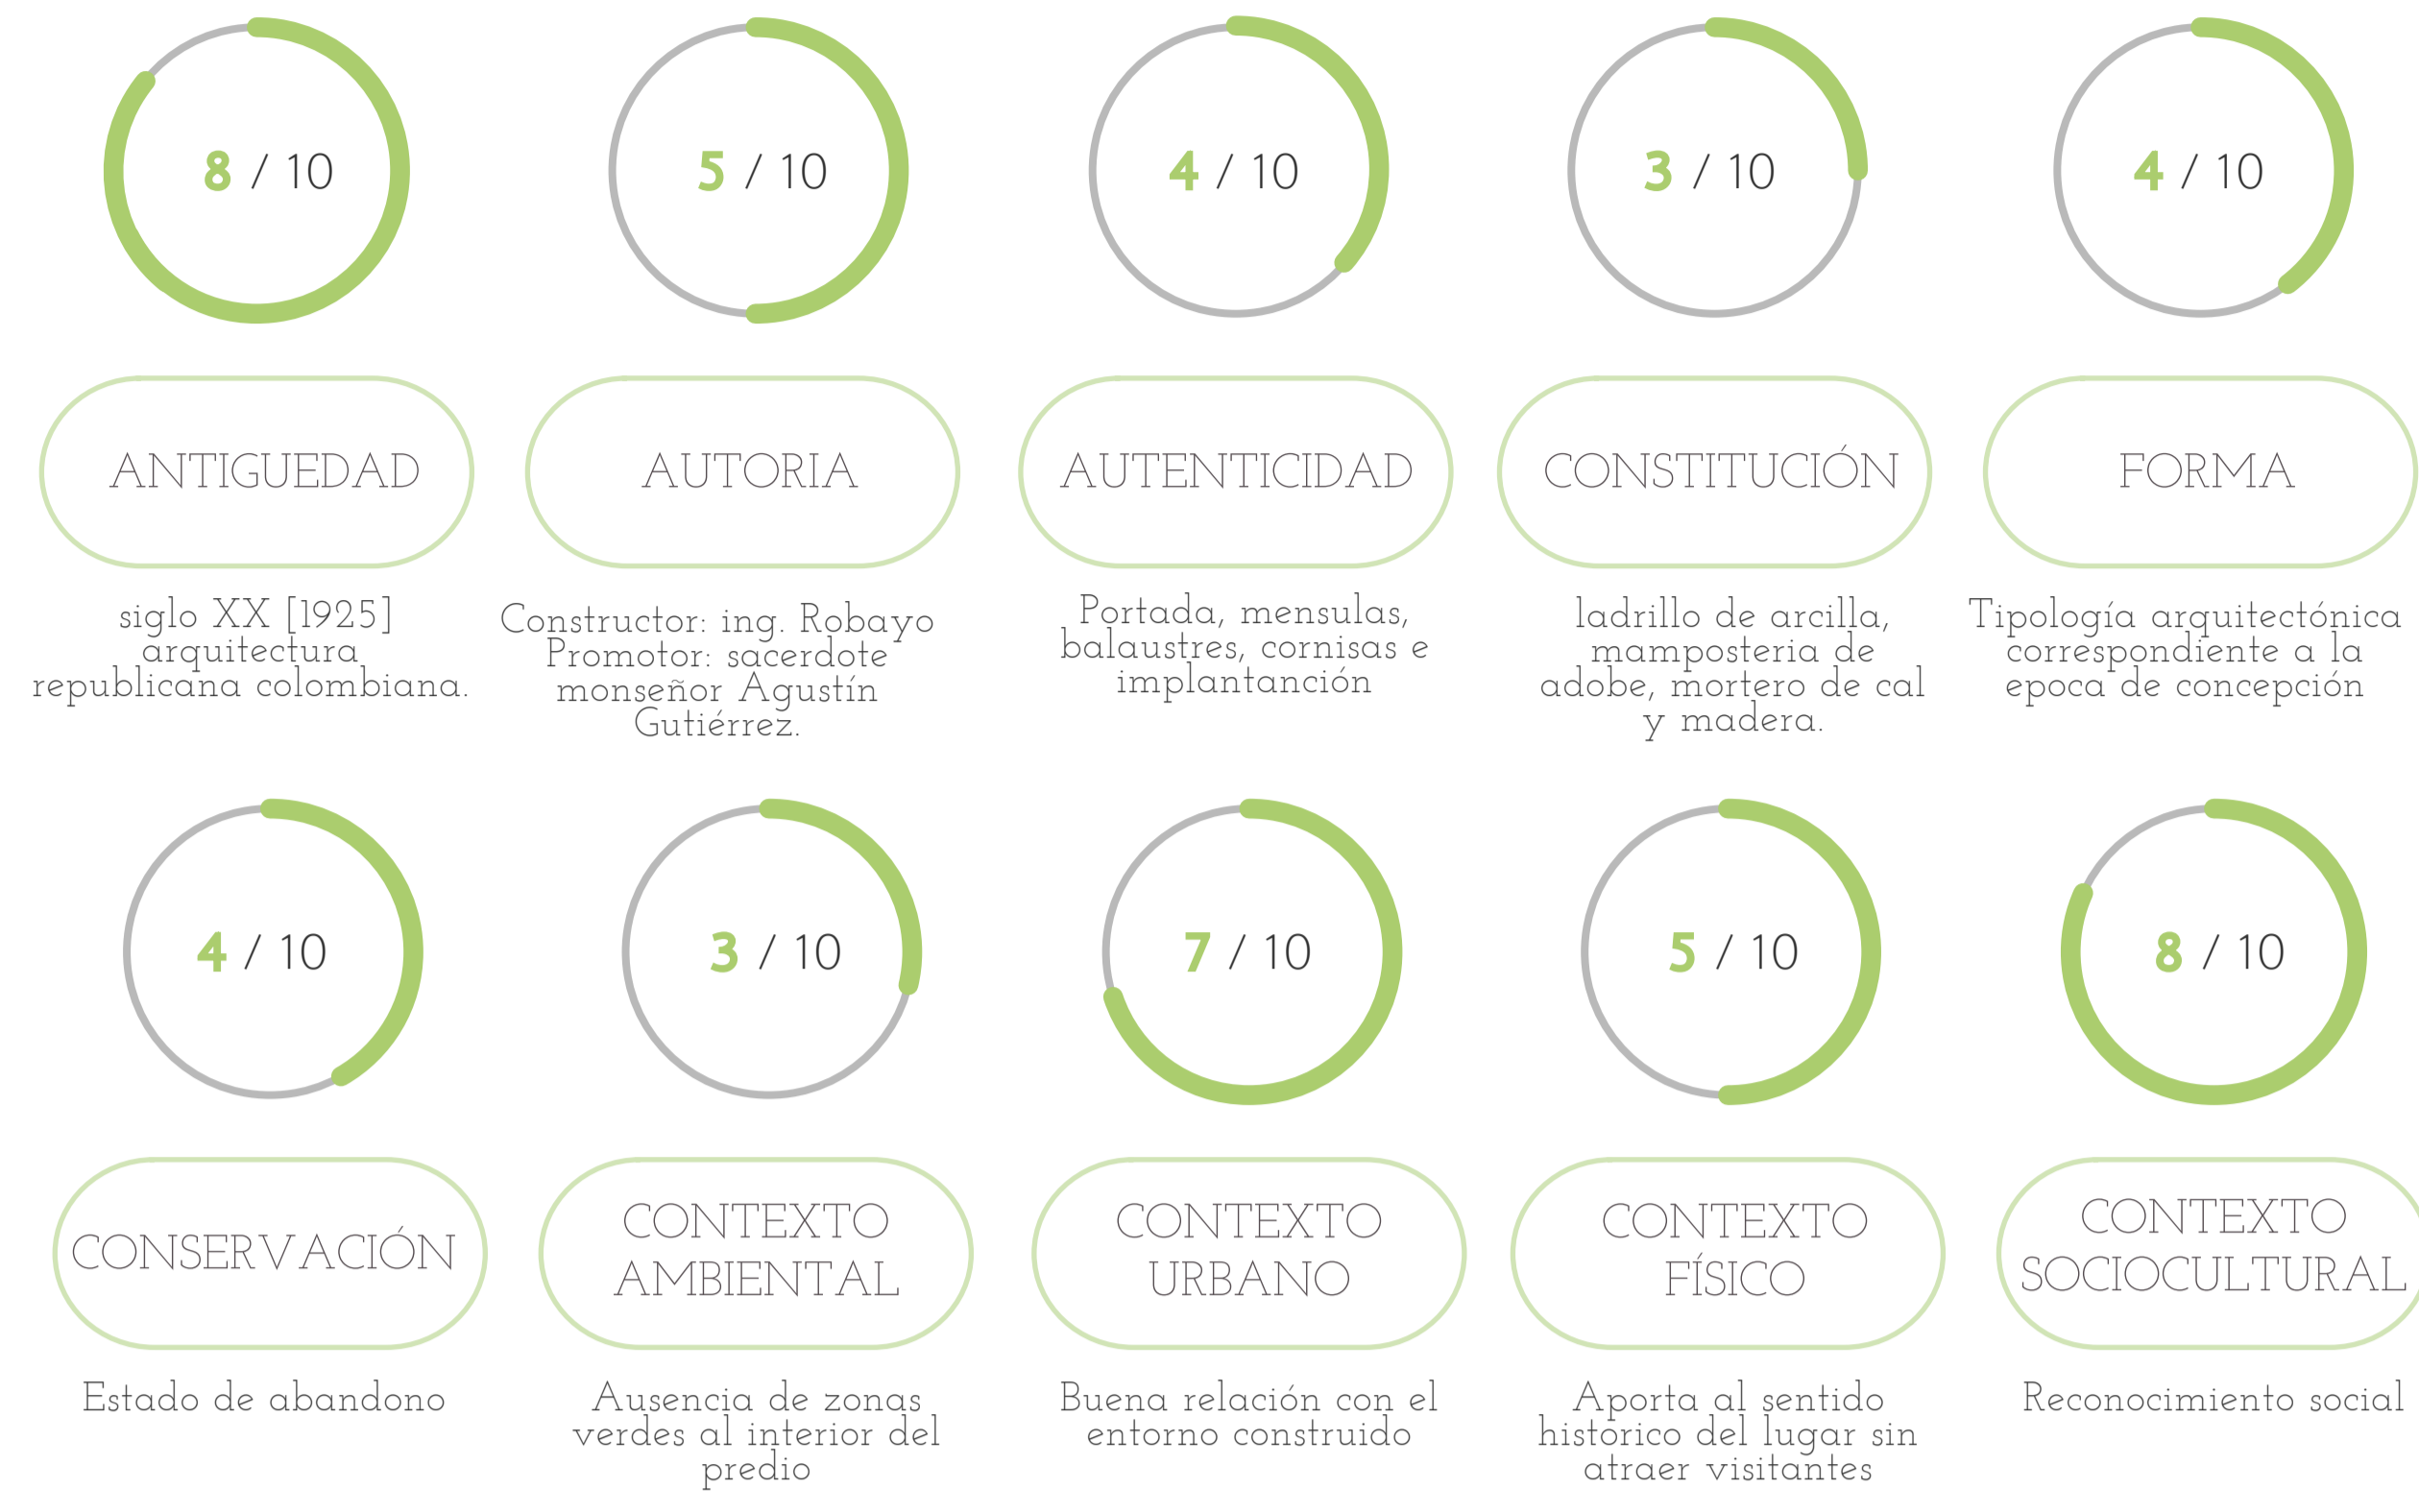 8 / 10
ANTIGUEDAD
siglo XX [1925]
arquitectura
republicana colombiana.
5 / 10
AUTORIA
Constructor: ing. Robayo
Promotor: sacerdote
monseñor Agustín
Gutiérrez.
4 / 10
AUTENTICIDAD
Portada, mensulas,
balaustres, cornisas e
implantanción
3 / 10
CONSTITUCIÓN
ladrillo de arcilla,
mamposteria de
adobe, mortero de cal
y madera.
4 / 10
FORMA
Tipología arquitectónica
correspondiente a la
epoca de concepción
4 / 10
CONSERVACIÓN
Estado de abandono
3 / 10
CONTEXTO
AMBIENTAL
Ausencia de zonas
verdes al interior del
predio
7 / 10
CONTEXTO
URBANO
Buena relación con el
entorno construido
5 / 10
CONTEXTO
FÍSICO
Aporta al sentido
histórico del lugar sin
atraer visitantes
8 / 10
CONTEXTO
SOCIOCULTURAL
Reconocimiento social